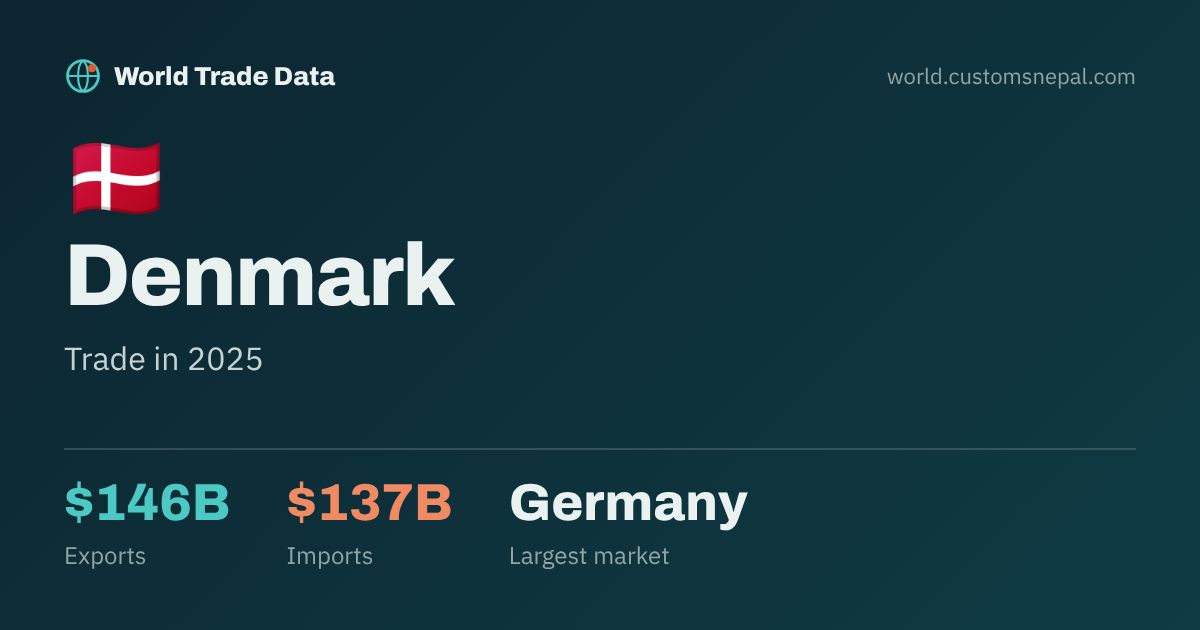 World Trade Data
world.customsnepal.com
Denmark
Trade in 2025
$146B
Exports
$137B
Imports
Germany
Largest market